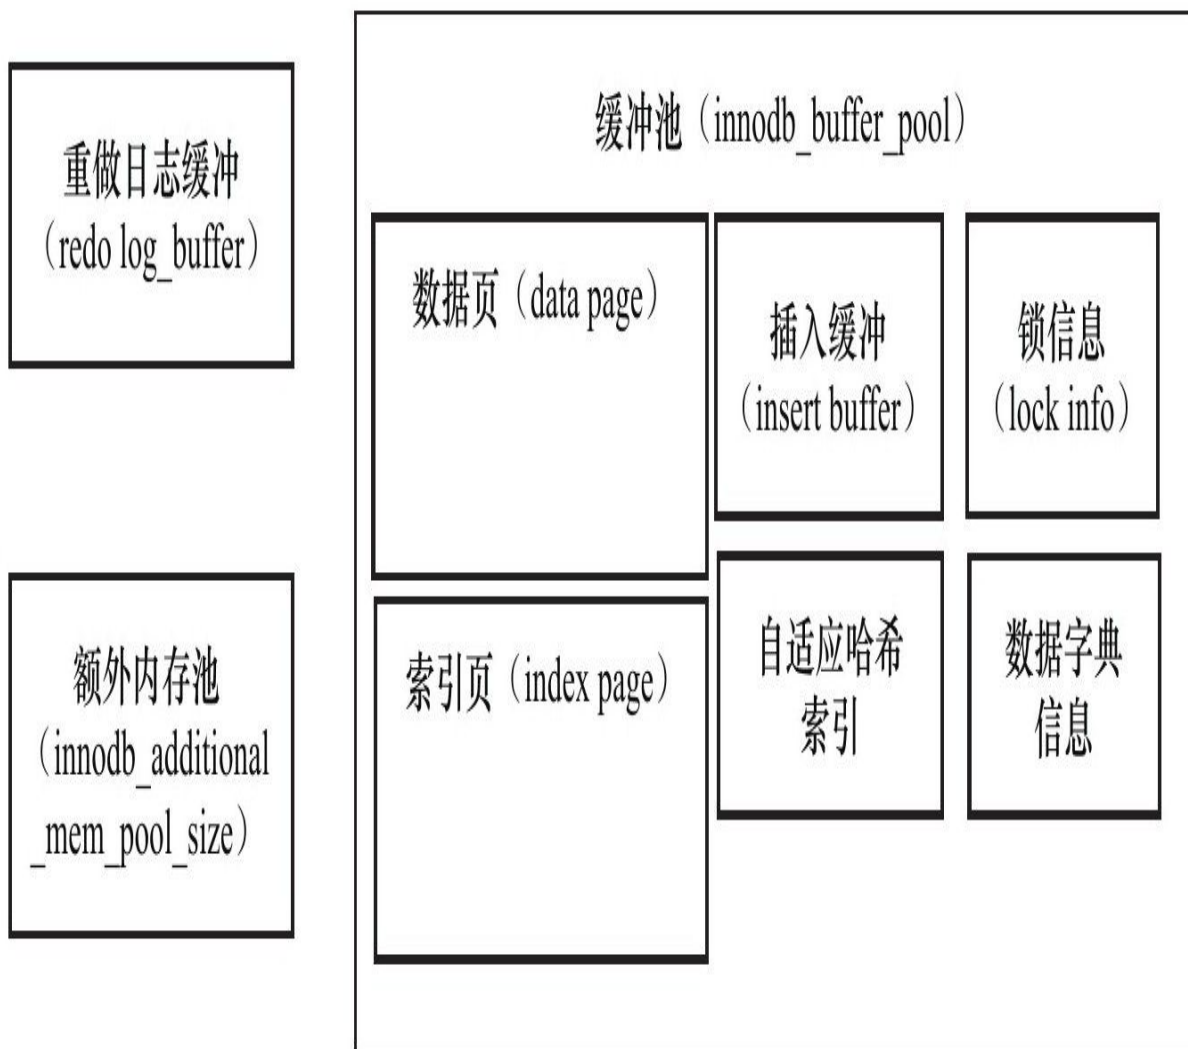 重做日志缓冲
（redo log_buffer）
额外内存池
（innodb_additional
_mem_pool_size）
缓冲池（innodb_buffer_pool）
数据页（data page）
插入缓冲
（insert buffer）
锁信息
（lock info）
索引页（index page）
自适应哈希
索引
数据字典
信息